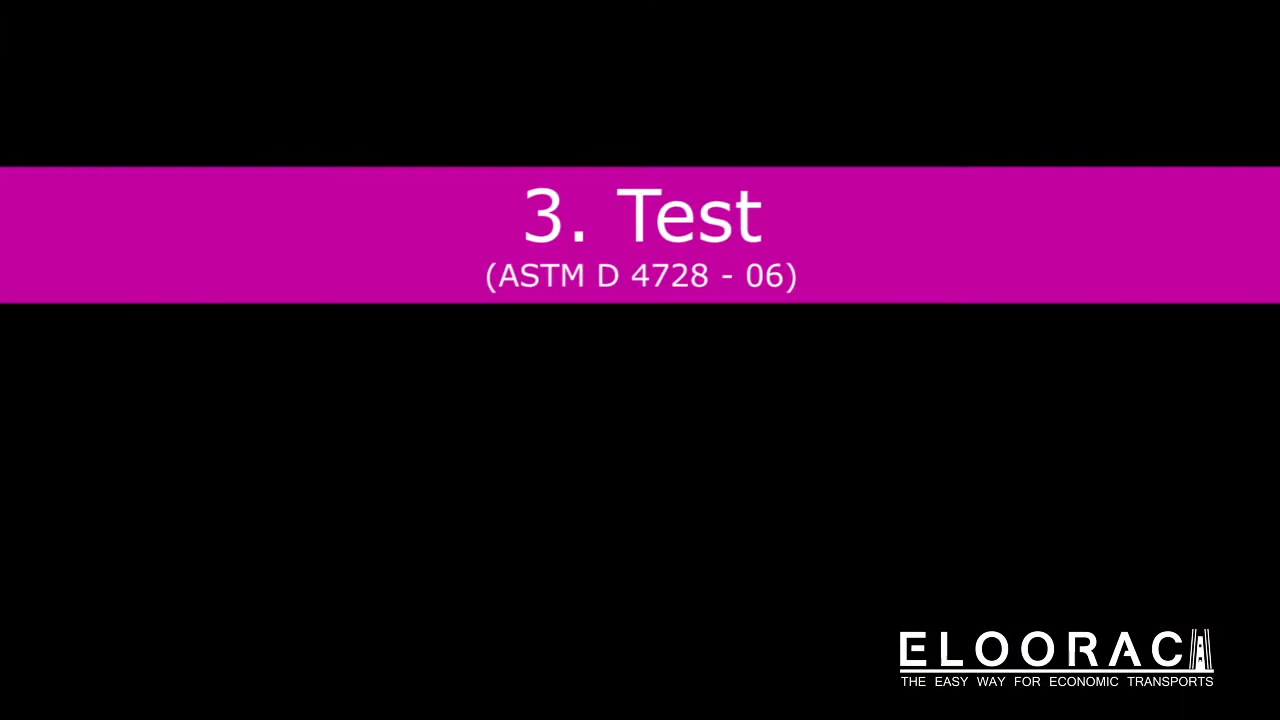 3. Test
(ASTM D 4728 - 06)
ELOORAC
THE EASY WAY FOR ECONOMIC TRANSPORTS